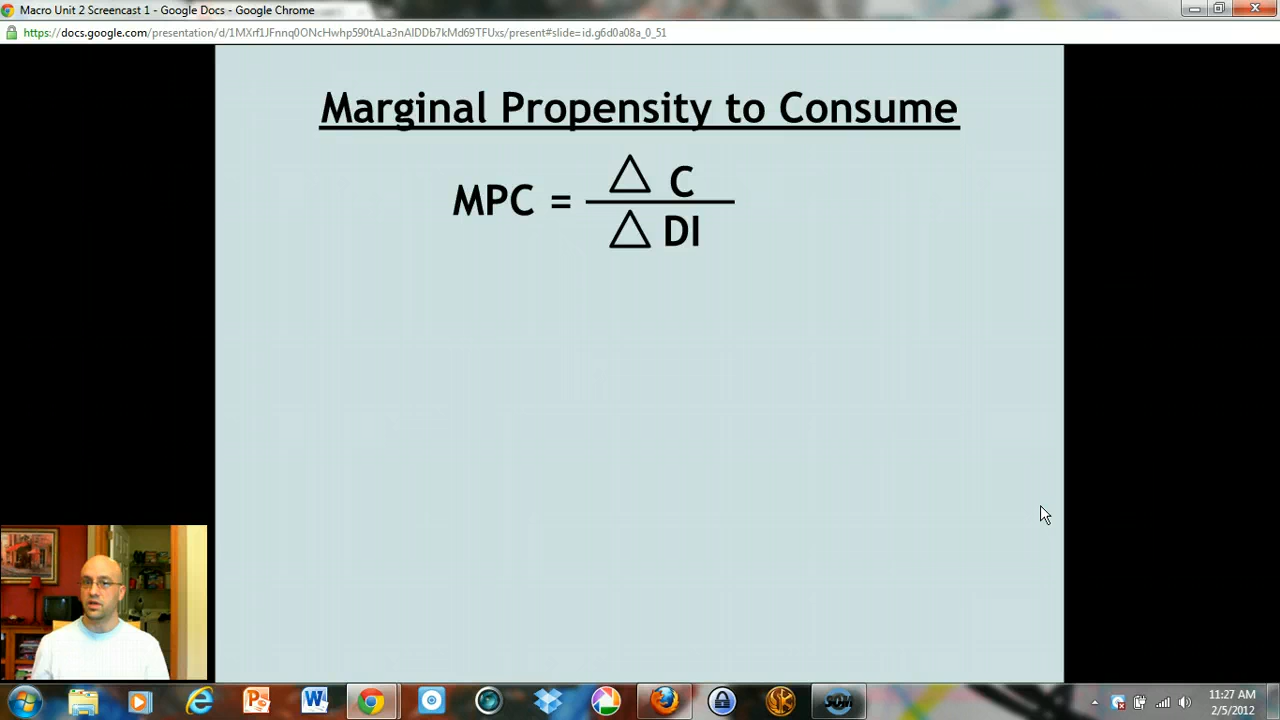 Macro Unit 2 Screencast 1 - Google Docs - Google Chrome
https://docs.google.com/presentation/d/1MXrf1JFnnq0ONcHwhp590tALa3nAlDDb7kMd69TFUxs/present#slide=id.g6d0a08a_0_51
Marginal Propensity to Consume
MPC = △ C
△ DI
11:27 AM
2/5/2012